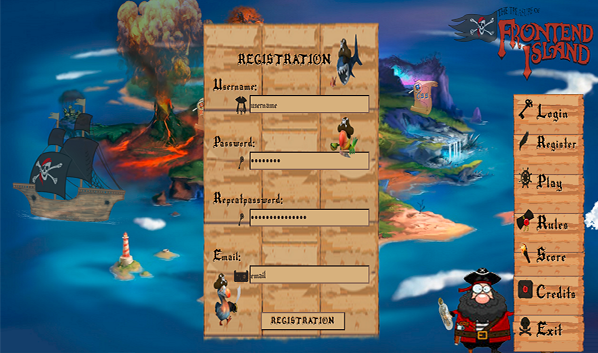 FRONTEND
ISLAND
REGISTRATION
Username:
username
Password:
••••••••
Repeatpassword:
•••••••••••••••
Email:
email
REGISTRATION
Login
Register
Play
Rules
Score
Credits
Exit